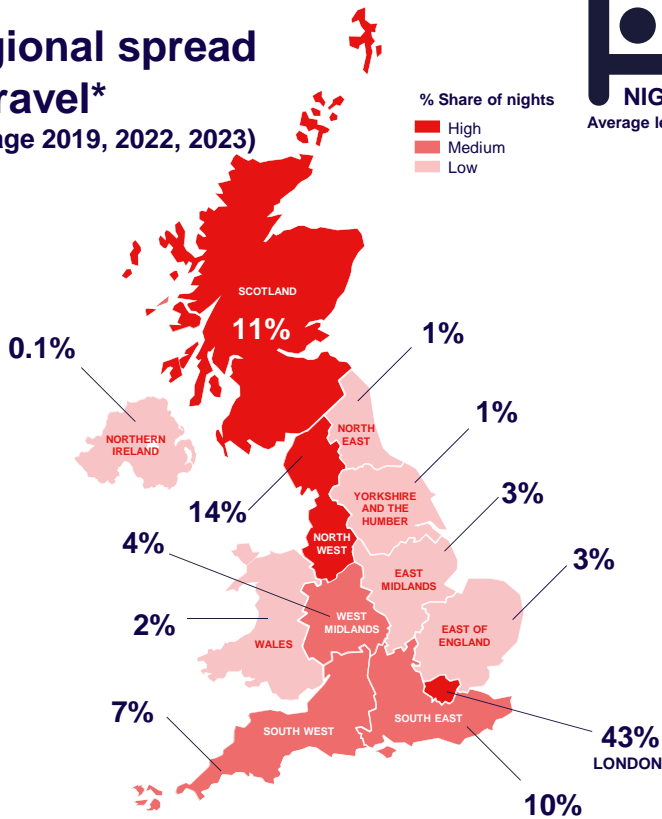 gional spread
ravel*
age 2019, 2022, 2023)
% Share of nights
High
Medium
Low
NIG
Average le
SCOTLAND
11%
0.1%
1%
NORTHERN
IRELAND
NORTH
EAST
1%
YORKSHIRE
AND THE
HUMBER
3%
14%
NORTH
WEST
4%
EAST
MIDLANDS
3%
WEST
MIDLANDS
2%
WALES
EAST OF
ENGLAND
7%
SOUTH WEST
SOUTH EAST
43%
LONDON
10%